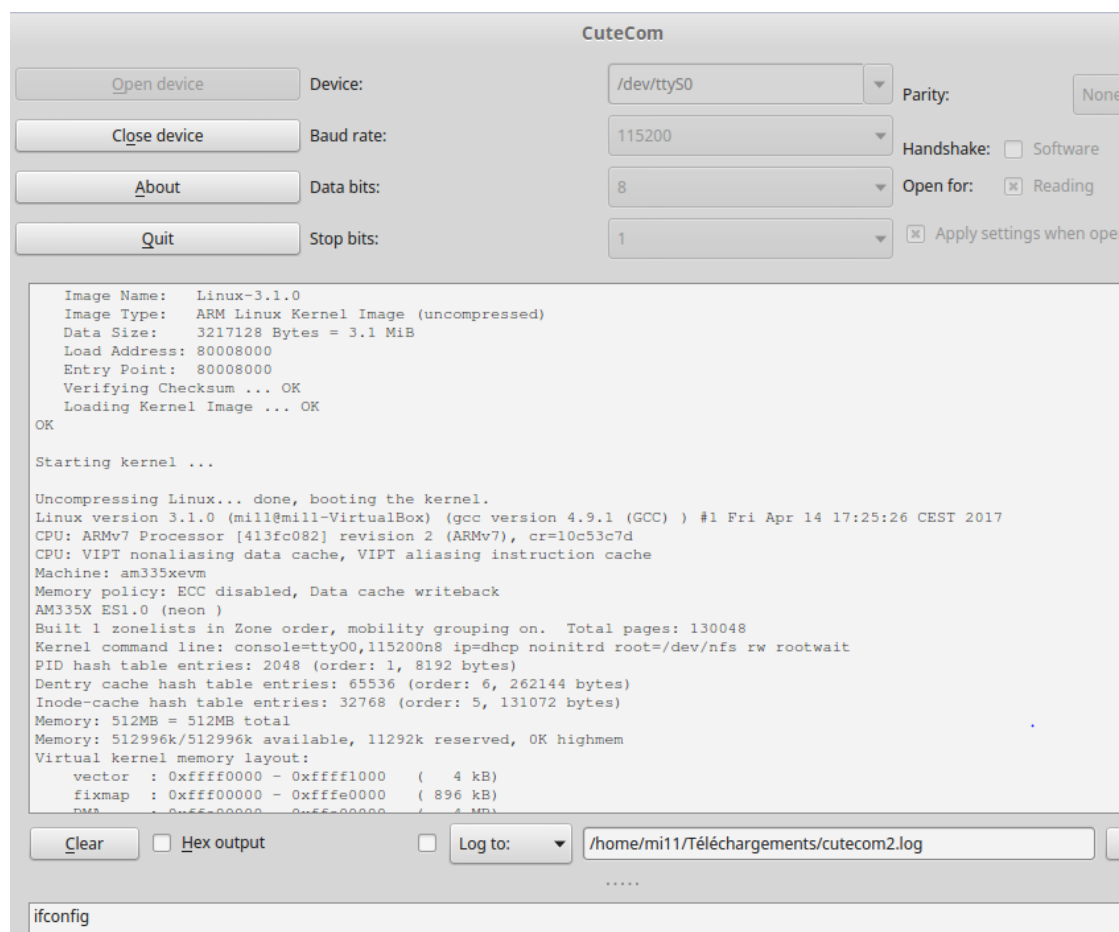 CuteCom
Open device
Device:
/dev/ttyS0
Parity:
None
Close device
Baud rate:
115200
Handshake:
Software
About
Data bits:
8
Open for:
Reading
Quit
Stop bits:
1
Apply settings when ope
Image Name:   Linux-3.1.0
Image Type:   ARM Linux Kernel Image (uncompressed)
Data Size:    3217128 Bytes = 3.1 MiB
Load Address: 80008000
Entry Point:  80008000
Verifying Checksum ... OK
Loading Kernel Image ... OK
OK
Starting kernel ...
Uncompressing Linux... done, booting the kernel.
Linux version 3.1.0 (mi11@mi11-VirtualBox) (gcc version 4.9.1 (GCC) ) #1 Fri Apr 14 17:25:26 CEST 2017
CPU: ARMv7 Processor [413fc082] revision 2 (ARMv7), cr=10c53c7d
CPU: VIPT nonaliasing data cache, VIPT aliasing instruction cache
Machine: am335xevm
Memory policy: ECC disabled, Data cache writeback
AM335X ES1.0 (neon )
Built 1 zonelists in Zone order, mobility grouping on.  Total pages: 130048
Kernel command line: console=ttyO0,115200n8 ip=dhcp noinitrd root=/dev/nfs rw rootwait
PID hash table entries: 2048 (order: 1, 8192 bytes)
Dentry cache hash table entries: 65536 (order: 6, 262144 bytes)
Inode-cache hash table entries: 32768 (order: 5, 131072 bytes)
Memory: 512MB = 512MB total
Memory: 512996k/512996k available, 11292k reserved, 0K highmem
Virtual kernel memory layout:
vector  : 0xffff0000 - 0xffff1000   (   4 kB)
fixmap  : 0xfff00000 - 0xfffe0000   ( 896 kB)
Clear
Hex output
Log to:
/home/mi11/Téléchargements/cutecom2.log
ifconfig